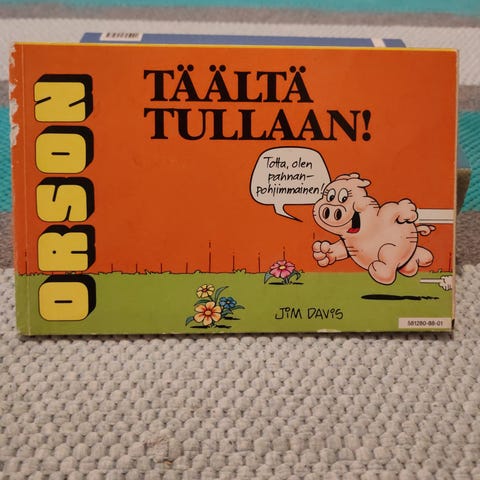 ORSON
TÄÄLTÄ
TULLAAN!
Totta, olen
pahnan-
pohjimmainen!
JIM DAVIS
581280-88-01